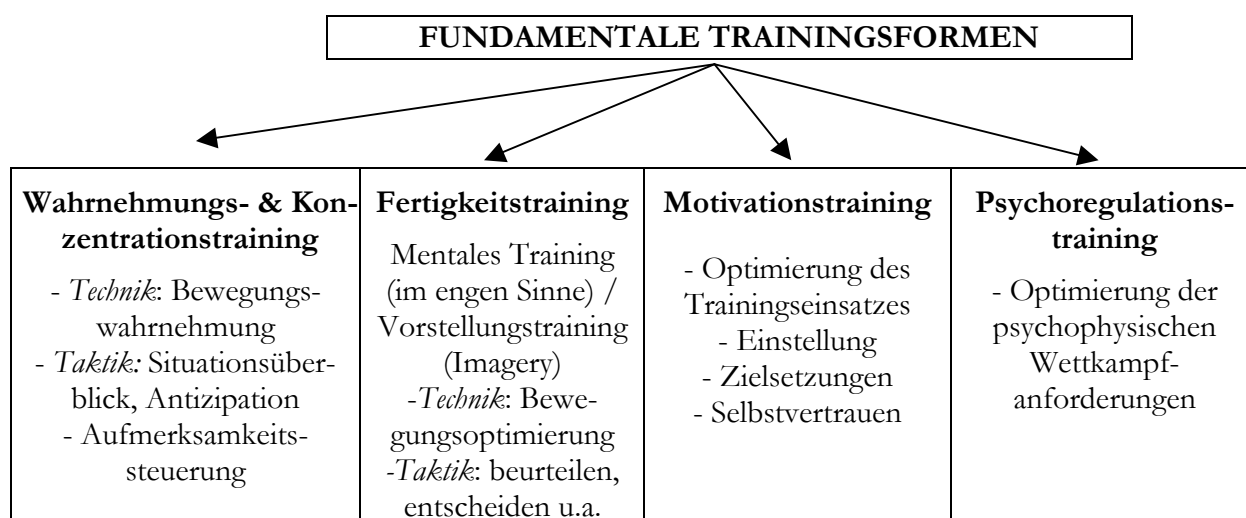 FUNDAMENTALE TRAININGSFORMEN
Wahrnehmungs- & Kon-
zentrationstraining
- Technik: Bewegungs-
wahrnehmung
- Taktik: Situationsüber-
blick, Antizipation
- Aufmerksamkeits-
steuerung
Fertigkeitstraining
Mentales Training
(im engen Sinne) /
Vorstellungstraining
(Imagery)
-Technik: Bewe-
gungsoptimierung
-Taktik: beurteilen,
entscheiden u.a.
Motivationstraining
- Optimierung des
Trainingseinsatzes
- Einstellung
- Zielsetzungen
- Selbstvertrauen
Psychoregulations-
training
- Optimierung der
psychophysischen
Wettkampf-
anforderungen